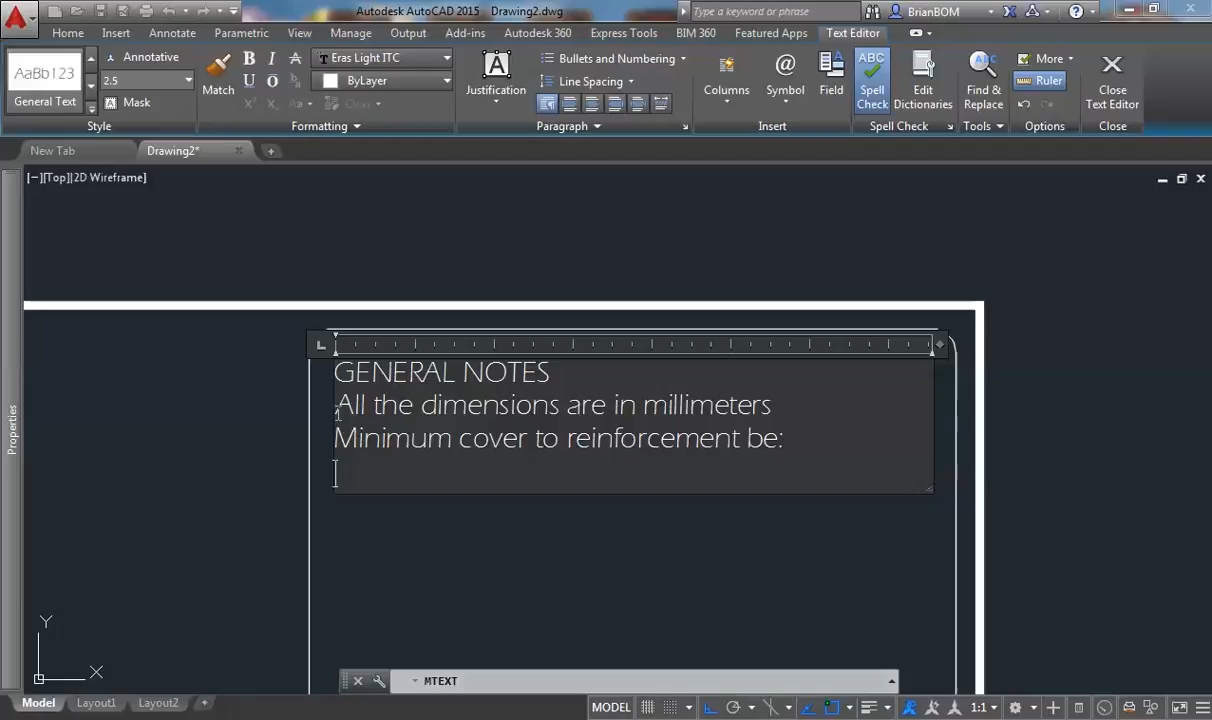 Autodesk AutoCAD 2015 Drawing2.dwg Type a keyword or phrase BrianBOM
Home Insert Annotate Parametric View Manage Output Add-ins Autodesk 360 Express Tools BIM 360 Featured Apps Text Editor
AaBb123 Annotative Eras Light ITC Bullets and Numbering More
General Text 2.5 Mask Match ByLayer Justification Line Spacing Columns Symbol Field ABC Spell Check Edit Dictionaries Find & Replace Ruler Close Text Editor
Aa Clear
Style Formatting Paragraph Insert Spell Check Tools Options Close
New Tab Drawing2*
[−][Top][2D Wireframe]
GENERAL NOTES
All the dimensions are in millimeters
Minimum cover to reinforcement be:
Properties
Y
X
MTEXT
Model Layout1 Layout2 MODEL 1:1